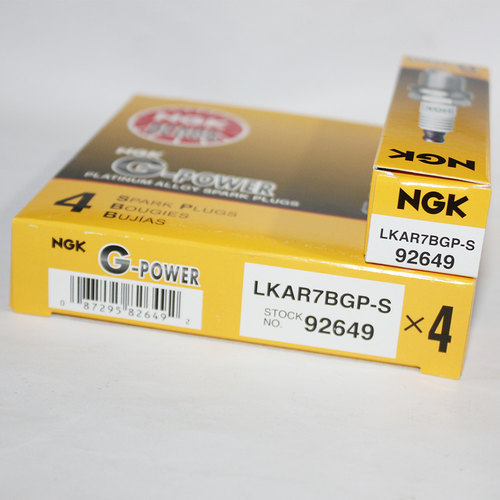 NGK
NGK
G-POWER
PLATINUM ALLOY SPARK PLUGS
4
SPARK PLUGS
BOUGIES
BUJIAS
NGK G-POWER
0 87295 82649 2
LKAR7BGP-S
STOCK NO. 92649
×4
NGK
NGK
LKAR7BGP-S
92649